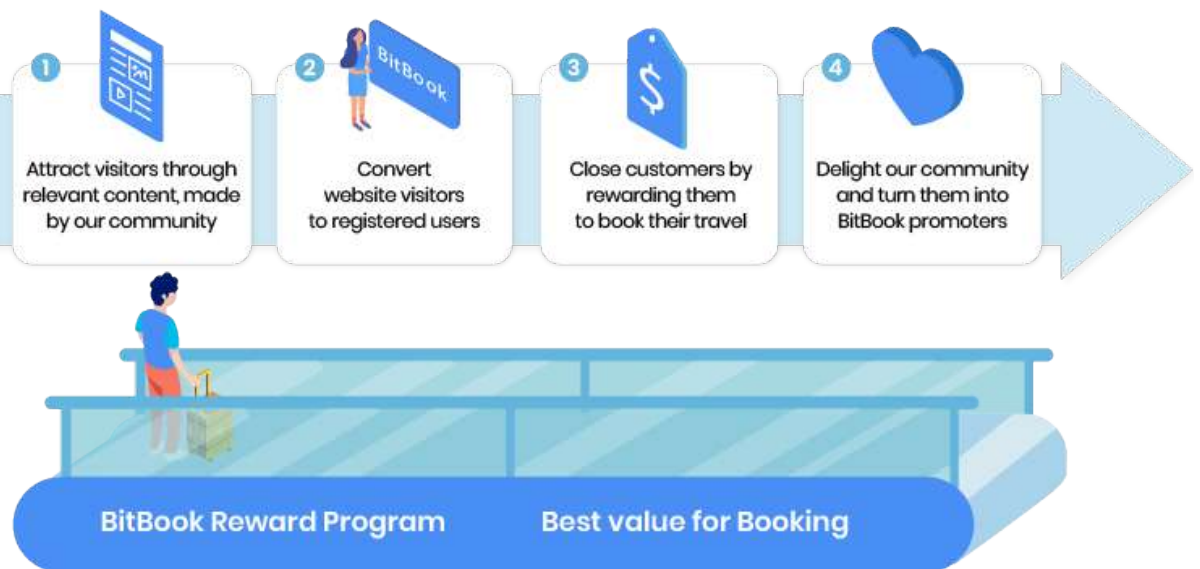 1
Attract visitors through
relevant content, made
by our community
2
BitBook
Convert
website visitors
to registered users
3
$
Close customers by
rewarding them
to book their travel
4
Delight our community
and turn them into
BitBook promoters
BitBook Reward Program
Best value for Booking